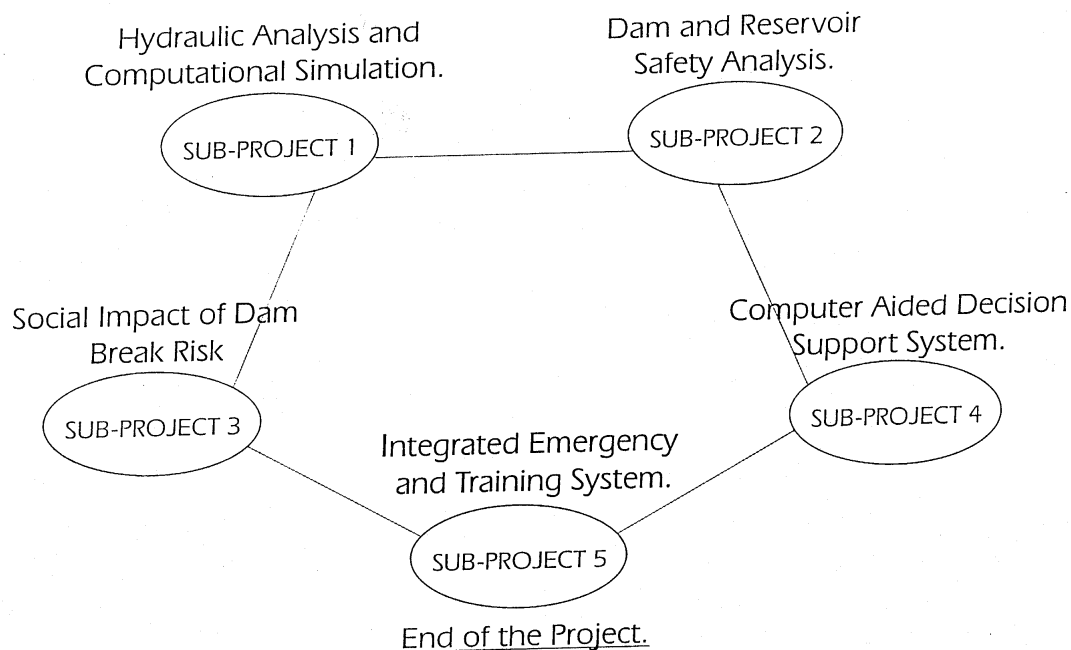 Hydraulic Analysis and
Computational Simulation.
Dam and Reservoir
Safety Analysis.
SUB-PROJECT 1
SUB-PROJECT 2
Social Impact of Dam
Break Risk
Computer Aided Decision
Support System.
SUB-PROJECT 3
SUB-PROJECT 4
Integrated Emergency
and Training System.
SUB-PROJECT 5
End of the Project.